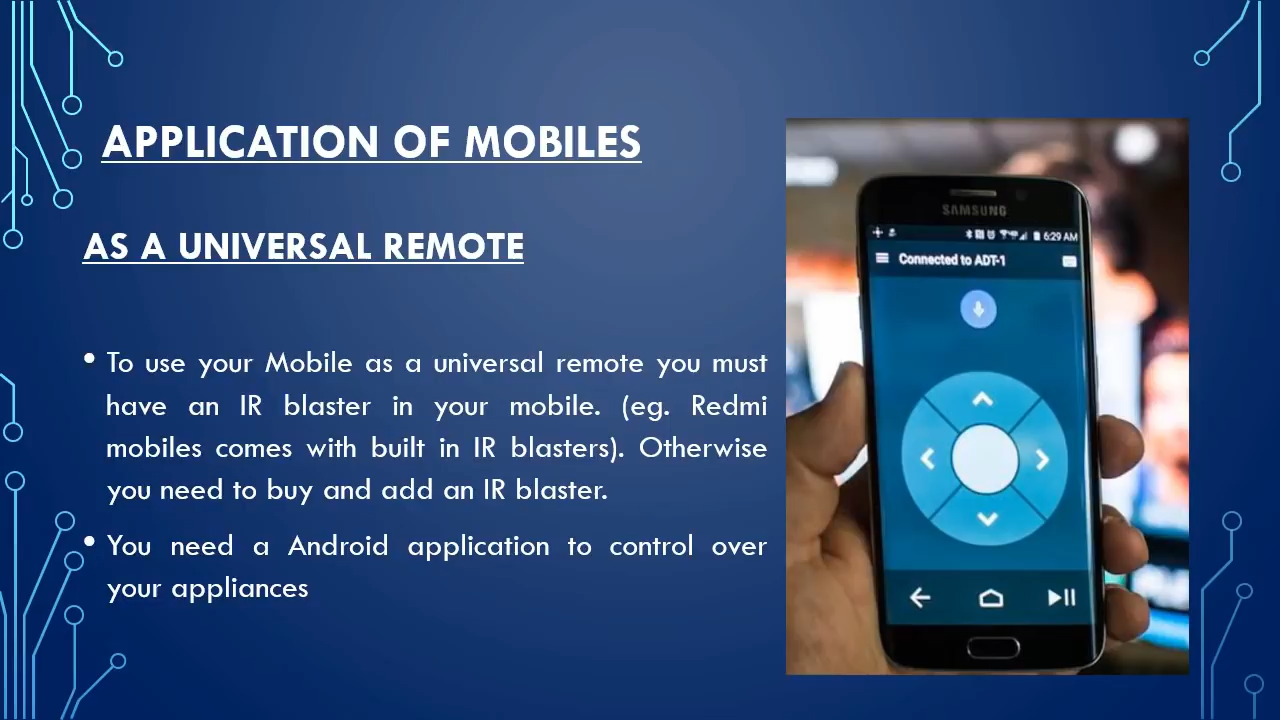 APPLICATION OF MOBILES
AS A UNIVERSAL REMOTE
• To use your Mobile as a universal remote you must
have an IR blaster in your mobile. (eg. Redmi
mobiles comes with built in IR blasters). Otherwise
you need to buy and add an IR blaster.
• You need a Android application to control over
your appliances
SAMSUNG
6:29 AM
Connected to ADT-1